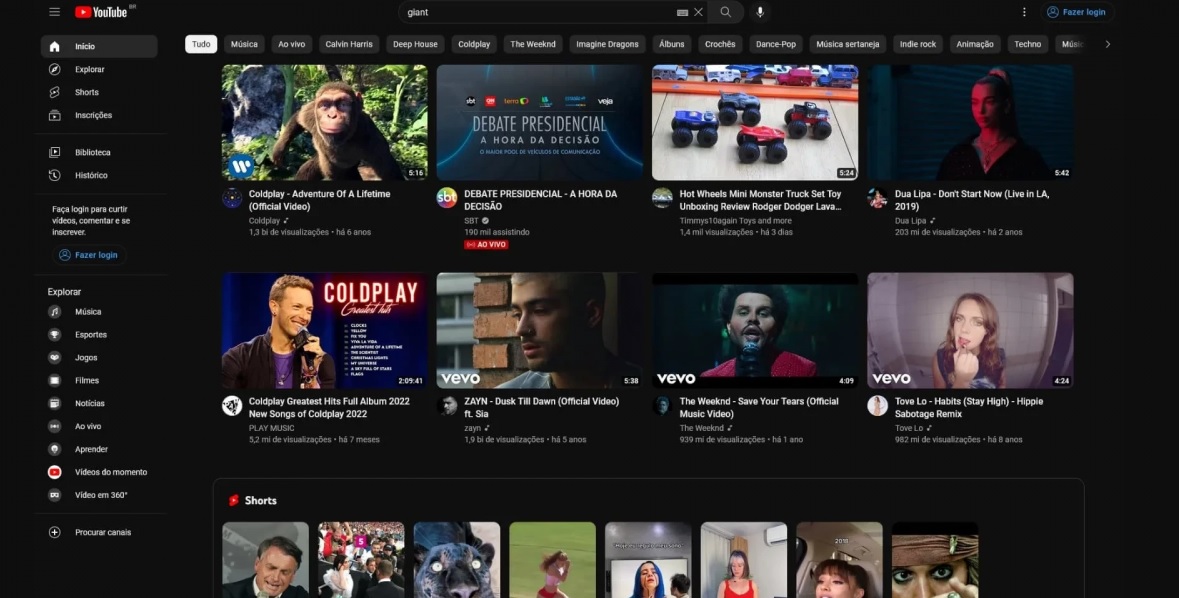 YouTube BR
giant
Fazer login
Início
Explorar
Shorts
Inscrições
Biblioteca
Histórico
Faça login para curtir
vídeos, comentar e se
inscrever.
Fazer login
Explorar
Música
Esportes
Jogos
Filmes
Notícias
Ao vivo
Aprender
Vídeos do momento
Vídeo em 360°
Procurar canais
Tudo
Música
Ao vivo
Calvin Harris
Deep House
Coldplay
The Weeknd
Imagine Dragons
Álbuns
Crochês
Dance-Pop
Música sertaneja
Indie rock
Animação
Techno
Músic
5:16
Coldplay - Adventure Of A Lifetime
(Official Video)
Coldplay
1,3 bi de visualizações • há 6 anos
sbt
terra
veja
DEBATE PRESIDENCIAL
A HORA DA DECISÃO
O MAIOR POOL DE VEÍCULOS DE COMUNICAÇÃO
sbt
DEBATE PRESIDENCIAL - A HORA DA
DECISÃO
SBT
190 mil assistindo
AO VIVO
5:24
Hot Wheels Mini Monster Truck Set Toy
Unboxing Review Rodger Dodger Lava...
Timmys10again Toys and more
1,4 mil visualizações • há 3 dias
5:42
Dua Lipa - Don't Start Now (Live in LA,
2019)
Dua Lipa
203 mi de visualizações • há 2 anos
COLDPLAY
Greatest hits
CLOCKS
YELLOW
FIX YOU
VIVA LA VIDA
ADVENTURE OF A LIFETIME
THE SCIENTIST
CHRISTMAS LIGHTS
MY UNIVERSE
A SKY FULL OF STARS
FLAGS
2:09:41
Coldplay Greatest Hits Full Album 2022
New Songs of Coldplay 2022
PLAY MUSIC
5,2 mi de visualizações • há 7 meses
vevo
5:38
ZAYN - Dusk Till Dawn (Official Video)
ft. Sia
zayn
1,9 bi de visualizações • há 5 anos
vevo
4:09
The Weeknd - Save Your Tears (Official
Music Video)
The Weeknd
939 mi de visualizações • há 1 ano
vevo
4:24
Tove Lo - Habits (Stay High) - Hippie
Sabotage Remix
Tove Lo
982 mi de visualizações • há 8 anos
Shorts
5
2018